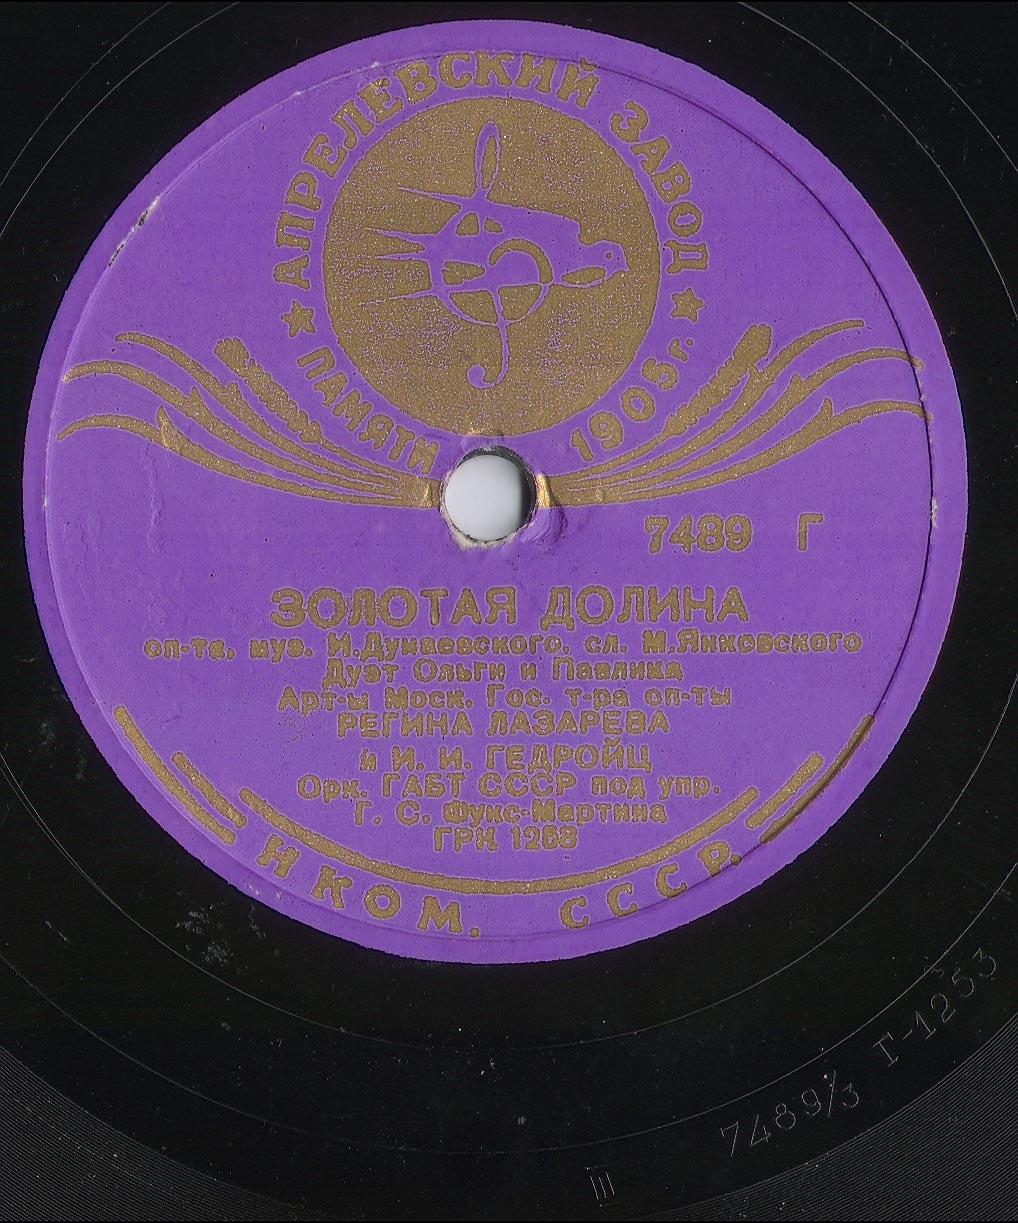 АПРЕЛЕВСКИЙ ЗАВОД
ПАМЯТИ 1905 г.
7489 Г
ЗОЛОТАЯ ДОЛИНА
оп-та, муз. И.Дунаевского, сл. М.Янковского
Дуэт Ольги и Павлика
Арт-ы Моск. Гос. т-ра оп-ты
РЕГИНА ЛАЗАРЕВА
и И. И. ГЕДРОЙЦ
Орк. ГАБТ СССР под упр.
Г. С. Фукс-Мартина
ГРК 1268
НКОМ. СССР.
III 7489/3 Г-1253